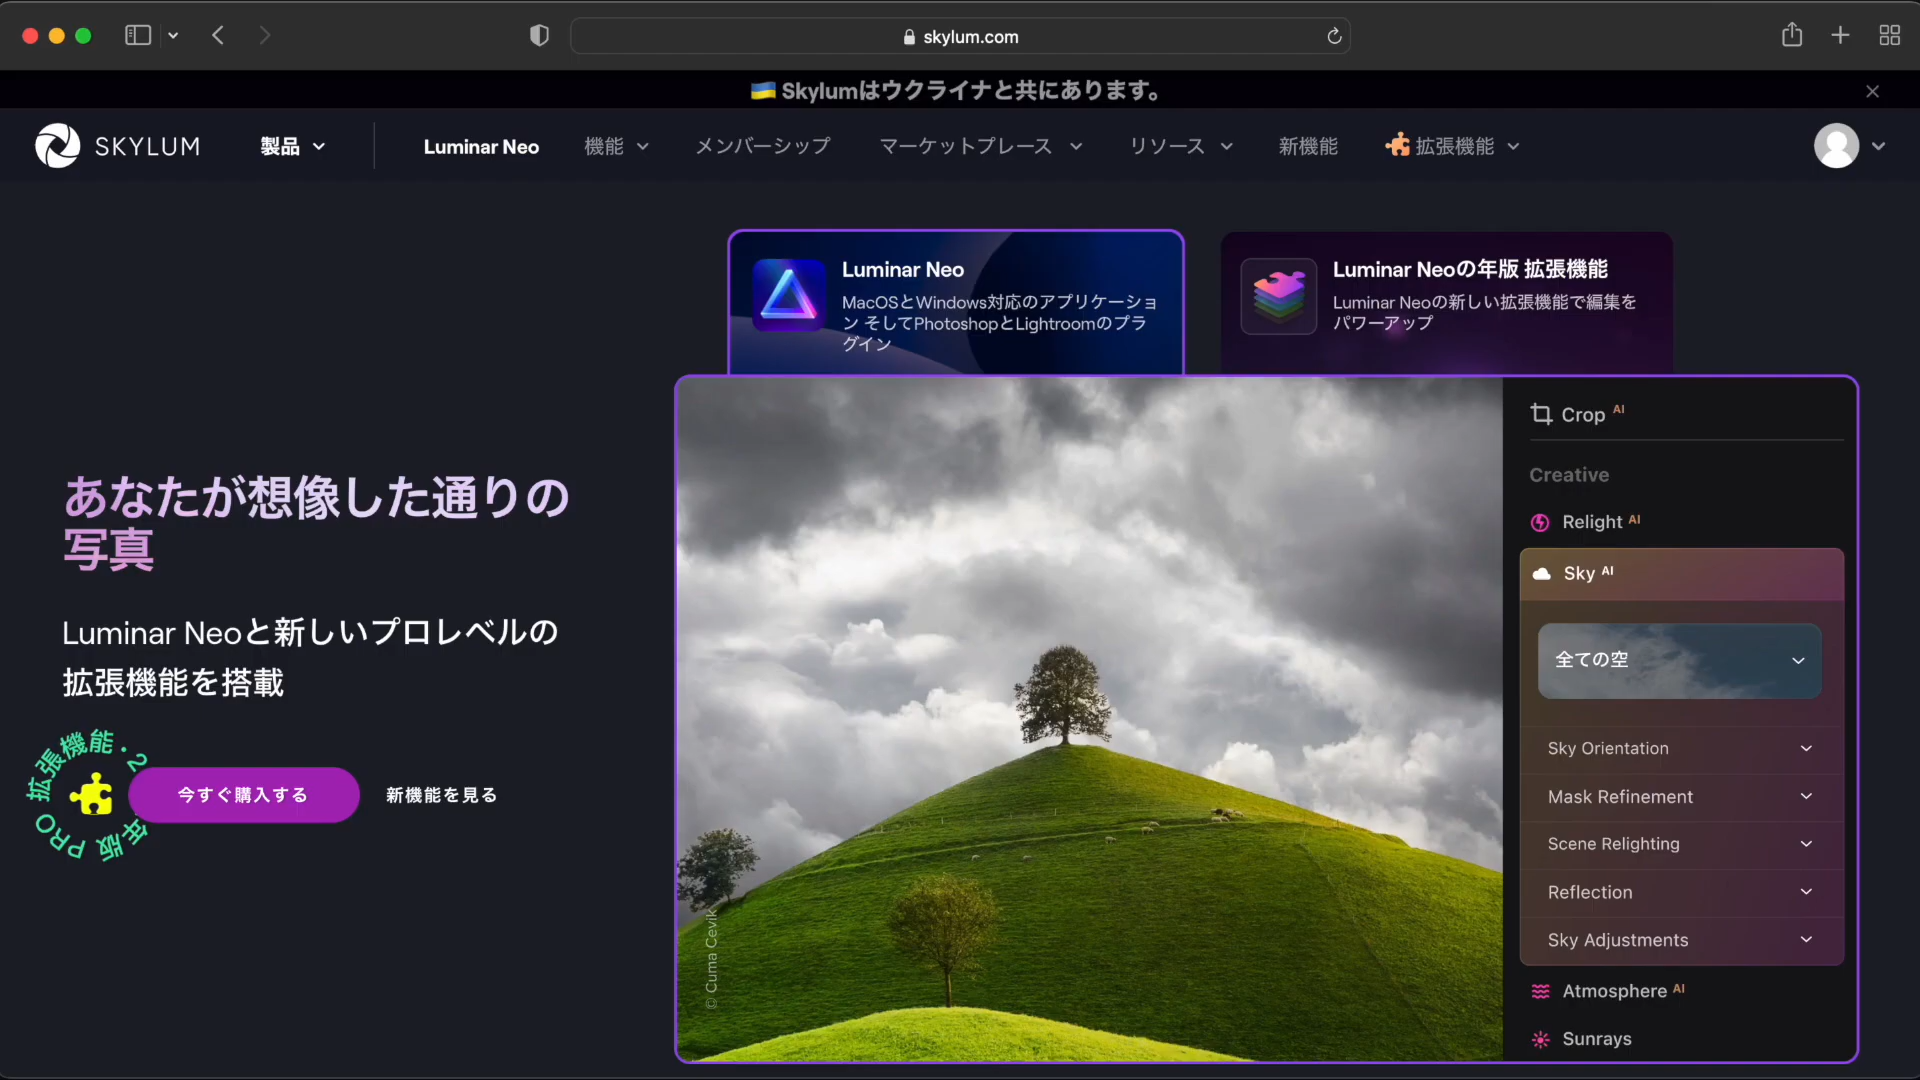 skylum.com
🇺🇦 Skylumはウクライナと共にあります。
SKYLUM
製品
Luminar Neo
機能
メンバーシップ
マーケットプレース
リソース
新機能
拡張機能
Luminar Neo
MacOSとWindows対応のアプリケーショ
ン そしてPhotoshopとLightroomのプラ
グイン
Luminar Neoの年版 拡張機能
Luminar Neoの新しい拡張機能で編集を
パワーアップ
あなたが想像した通りの
写真
Luminar Neoと新しいプロレベルの
拡張機能を搭載
拡張機能・2年版 PRO
今すぐ購入する
新機能を見る
© Cuma Cevik
Crop AI
Creative
Relight AI
Sky AI
全ての空
Sky Orientation
Mask Refinement
Scene Relighting
Reflection
Sky Adjustments
Atmosphere AI
Sunrays